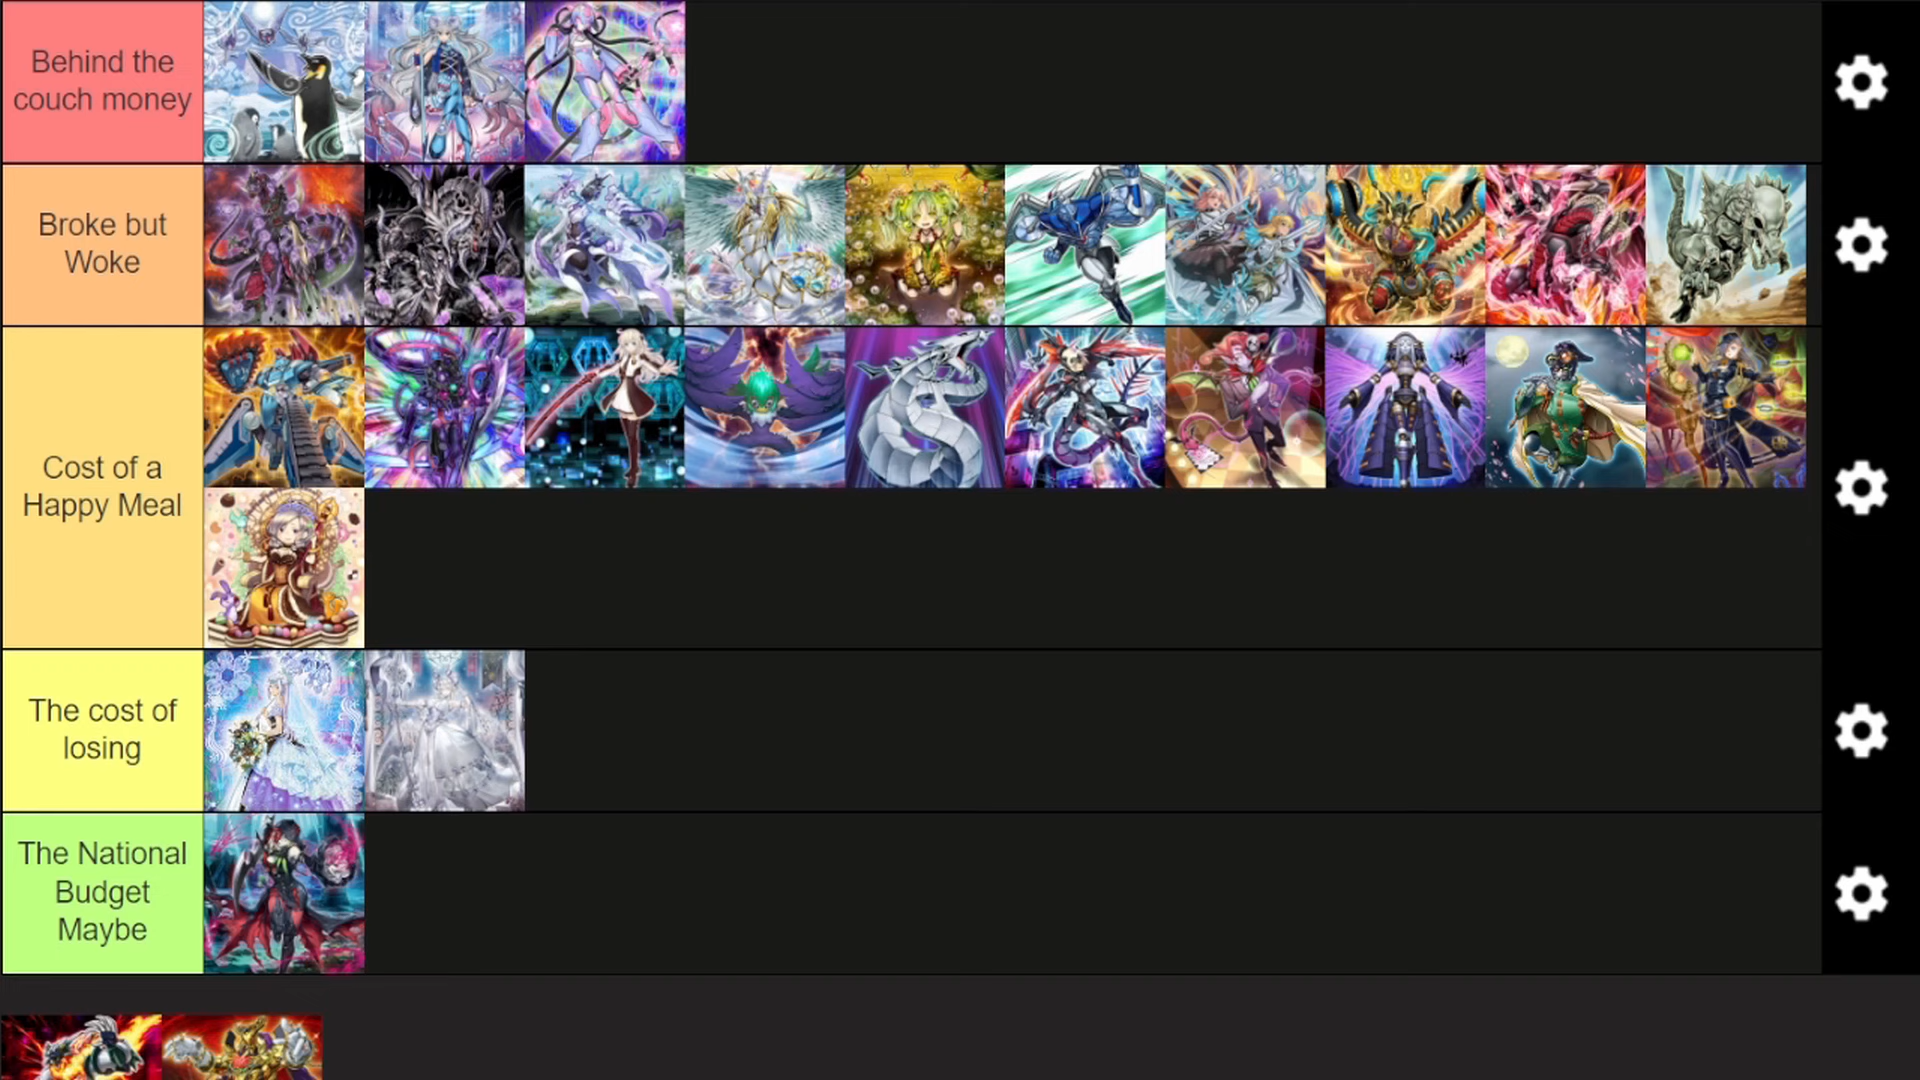 Behind the
couch money
Broke but
Woke
Cost of a
Happy Meal
The cost of
losing
The National
Budget
Maybe